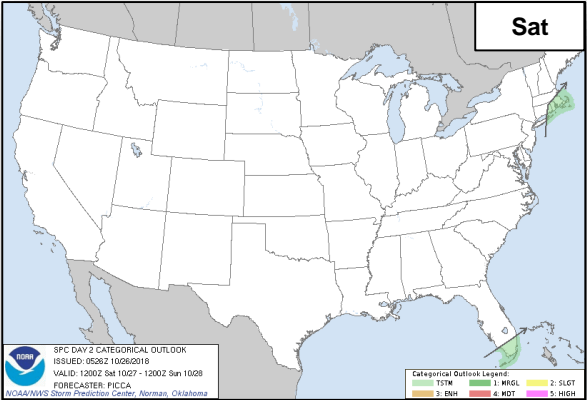 Sat
SPC DAY 2 CATEGORICAL OUTLOOK
ISSUED: 0526Z 10/26/2018
VALID: 1200Z Sat 10/27 - 1200Z Sun 10/28
FORECASTER: PICCA
NOAA/NWS Storm Prediction Center, Norman, Oklahoma
NOAA
Categorical Outlook Legend:
TSTM 1: MRGL 2: SLGT
3: ENH 4: MDT 5: HIGH